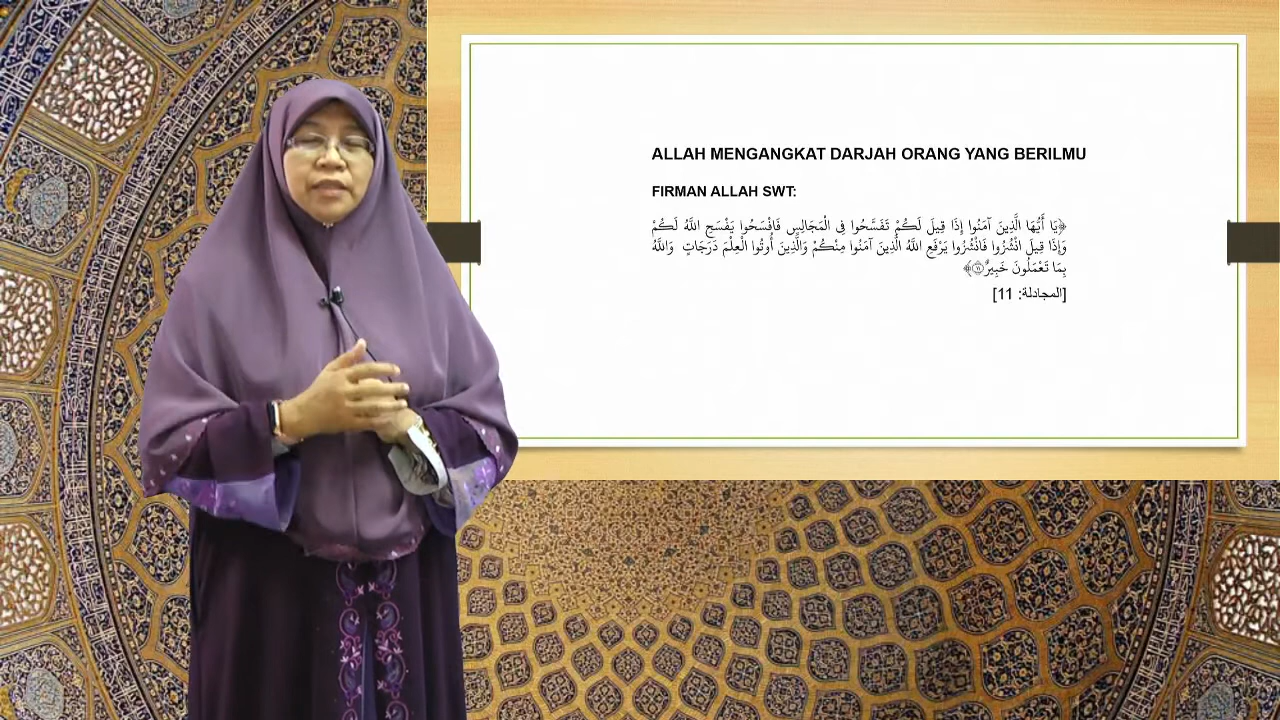 ALLAH MENGANGKAT DARJAH ORANG YANG BERILMU
FIRMAN ALLAH SWT:
﴿يَا أَيُّهَا الَّذِينَ آمَنُوا إِذَا قِيلَ لَكُمْ تَفَسَّحُوا فِي الْمَجَالِسِ فَافْسَحُوا يَفْسَحِ اللَّهُ لَكُمْ
وَإِذَا قِيلَ انْشُزُوا فَانْشُزُوا يَرْفَعِ اللَّهُ الَّذِينَ آمَنُوا مِنْكُمْ وَالَّذِينَ أُوتُوا الْعِلْمَ دَرَجَاتٍ وَاللَّهُ
بِمَا تَعْمَلُونَ خَبِيرٌ ۝١١﴾
[المجادلة: 11]